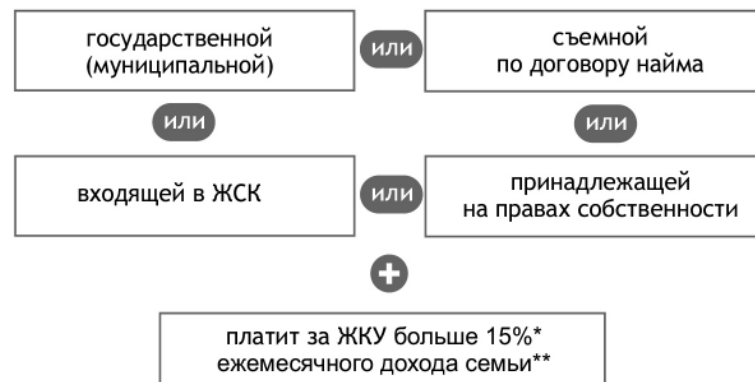 государственной
(муниципальной)
или
съемной
по договору найма
или
или
входящей в ЖСК
или
принадлежащей
на правах собственности
+
платит за ЖКУ больше 15%*
ежемесячного дохода семьи**